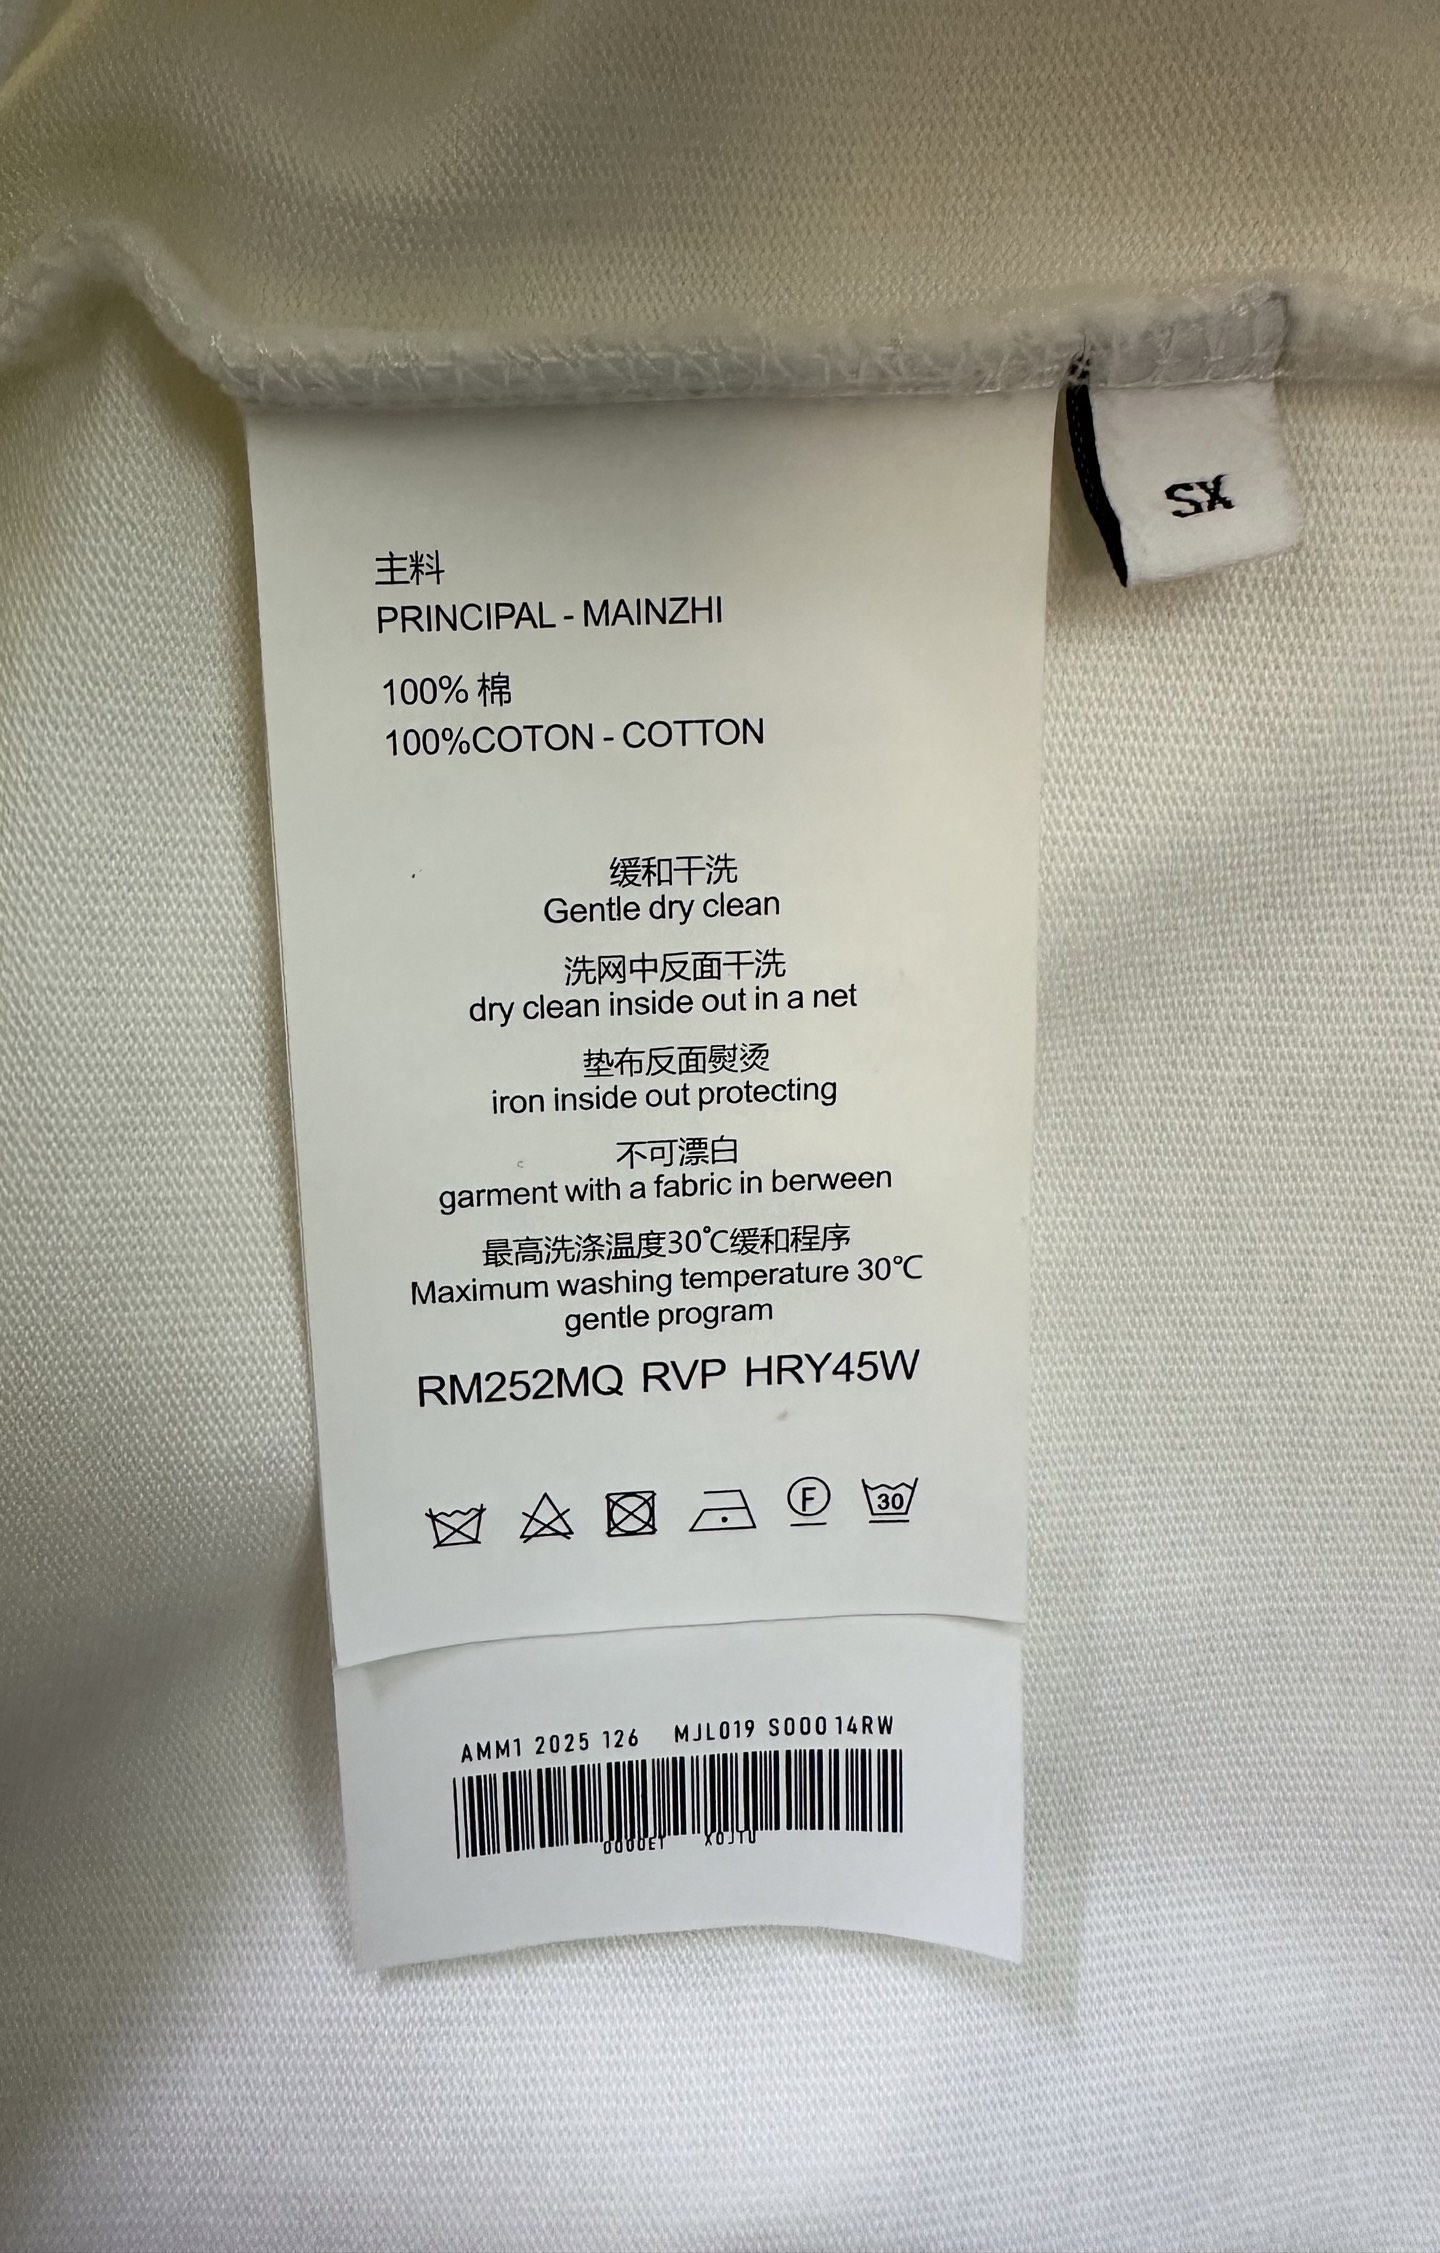 SX
主料
PRINCIPAL - MAINZHI
100% 棉
100%COTON - COTTON
缓和干洗
Gentle dry clean
洗网中反面干洗
dry clean inside out in a net
垫布反面熨烫
iron inside out protecting
不可漂白
garment with a fabric in berween
最高洗涤温度30℃缓和程序
Maximum washing temperature 30℃
gentle program
RM252MQ RVP HRY45W
F 30
AMM1 2025 126 MJL019 S000 14RW